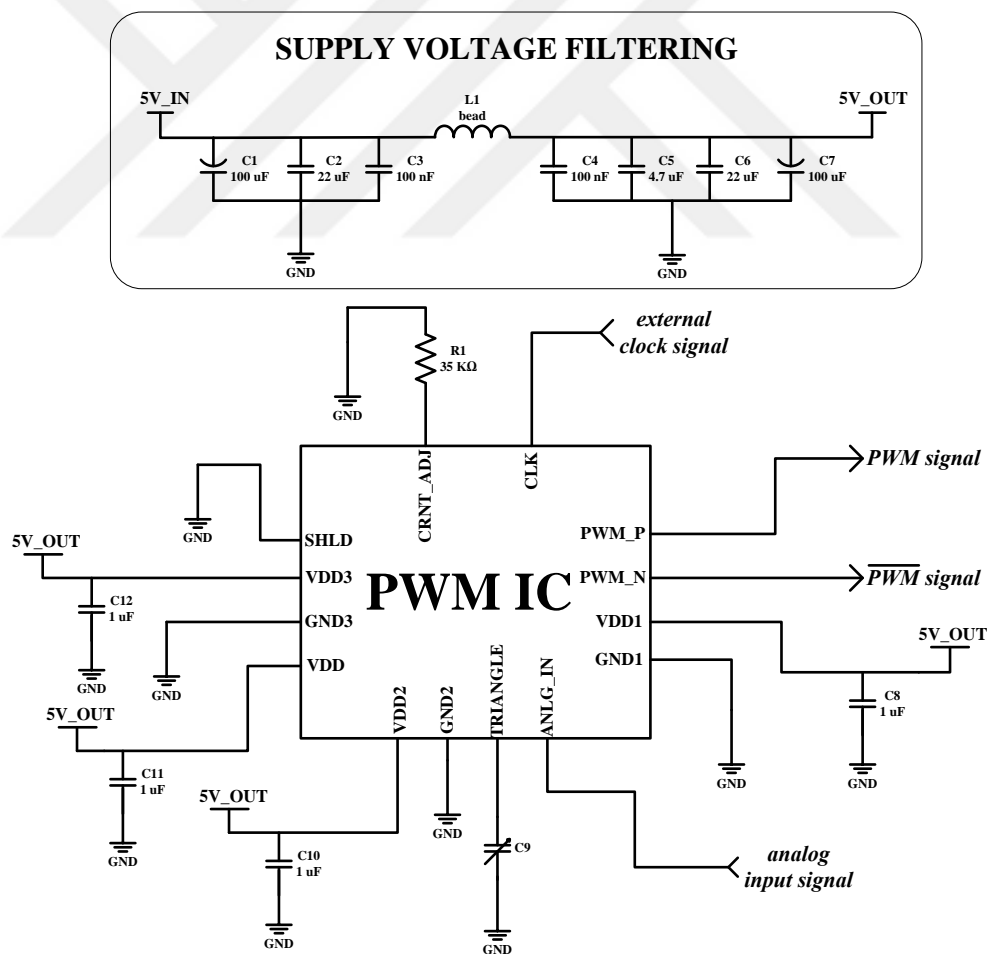 SUPPLY VOLTAGE FILTERING
5V_IN
L1
bead
5V_OUT
C1
100 uF
C2
22 uF
C3
100 nF
C4
100 nF
C5
4.7 uF
C6
22 uF
C7
100 uF
GND
GND
external
clock signal
R1
35 KΩ
GND
CRNT_ADJ
CLK
PWM signal
GND
SHLD
PWM_P
5V_OUT
VDD3
PWM IC
PWM_N
PWM signal
C12
1 uF
GND3
VDD1
5V_OUT
GND
GND
VDD
GND1
C8
1 uF
5V_OUT
VDD2
GND2
TRIANGLE
ANLG_IN
C11
1 uF
GND
GND
5V_OUT
GND
GND
C10
1 uF
C9
analog
input signal
GND
GND